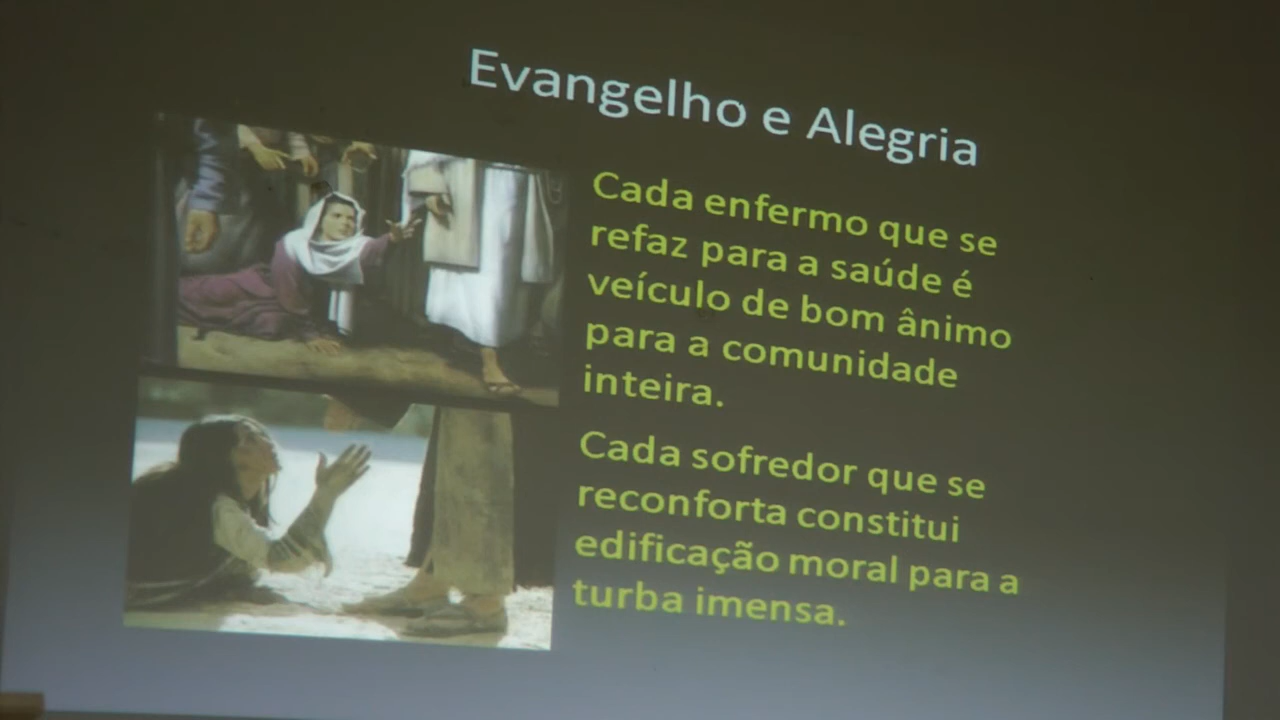 Evangelho e Alegria
Cada enfermo que se
refaz para a saúde é
veículo de bom ânimo
para a comunidade
inteira.
Cada sofredor que se
reconforta constitui
edificação moral para a
turba imensa.